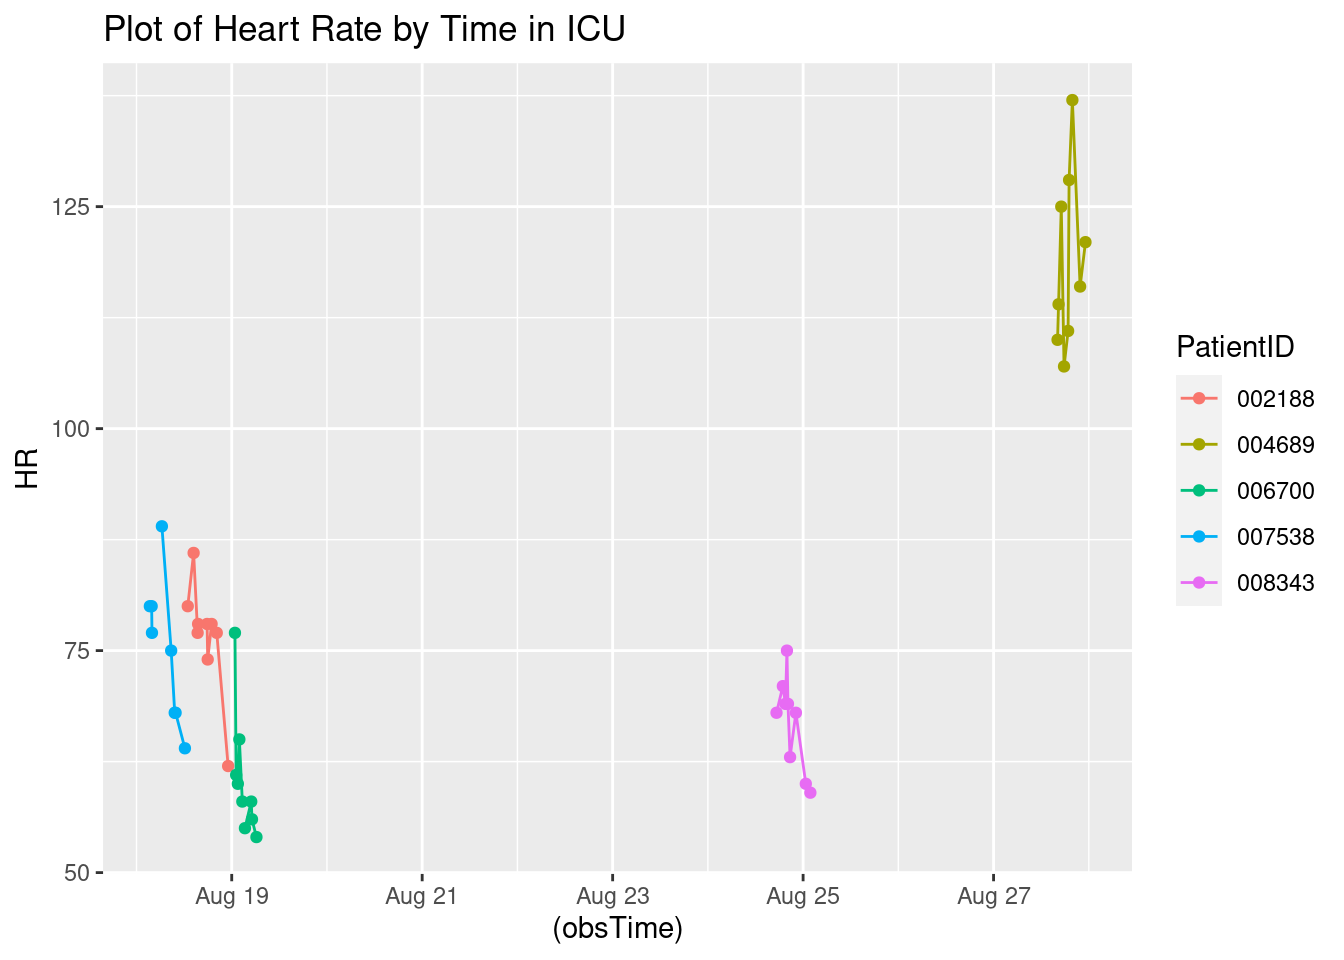 Plot of Heart Rate by Time in ICU
125
100
75
50
HR
Aug 19
Aug 21
Aug 23
Aug 25
Aug 27
(obsTime)
PatientID
002188
004689
006700
007538
008343